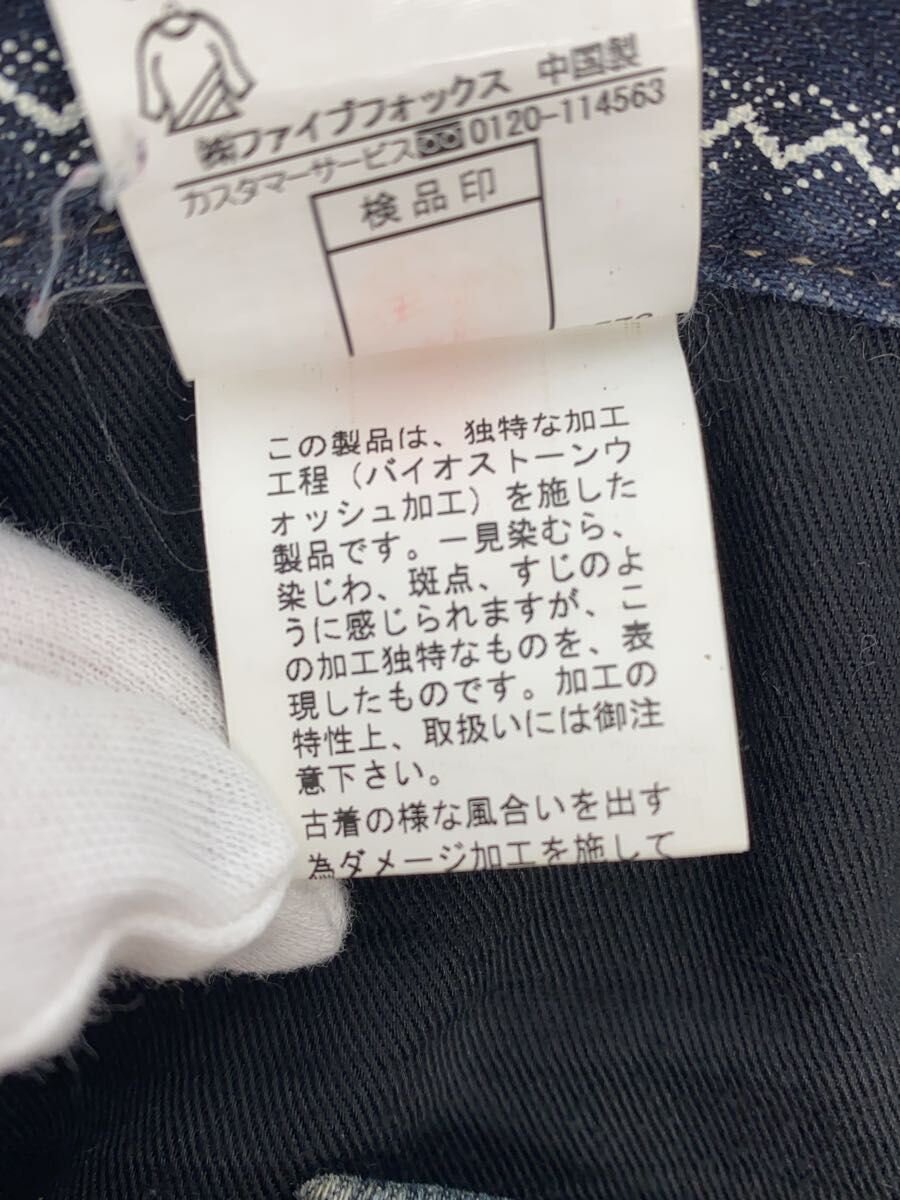 ㈱ファイブフォックス 中国製
カスタマーサービス 0120-114563
検品印
この製品は、独特な加工
工程（バイオストーンウ
ォッシュ加工）を施した
製品です。一見染むら、
染じわ、斑点、すじのよ
うに感じられますが、こ
の加工独特なものを、表
現したものです。加工の
特性上、取扱いには御注
意下さい。
古着の様な風合いを出す
為ダメージ加工を施して